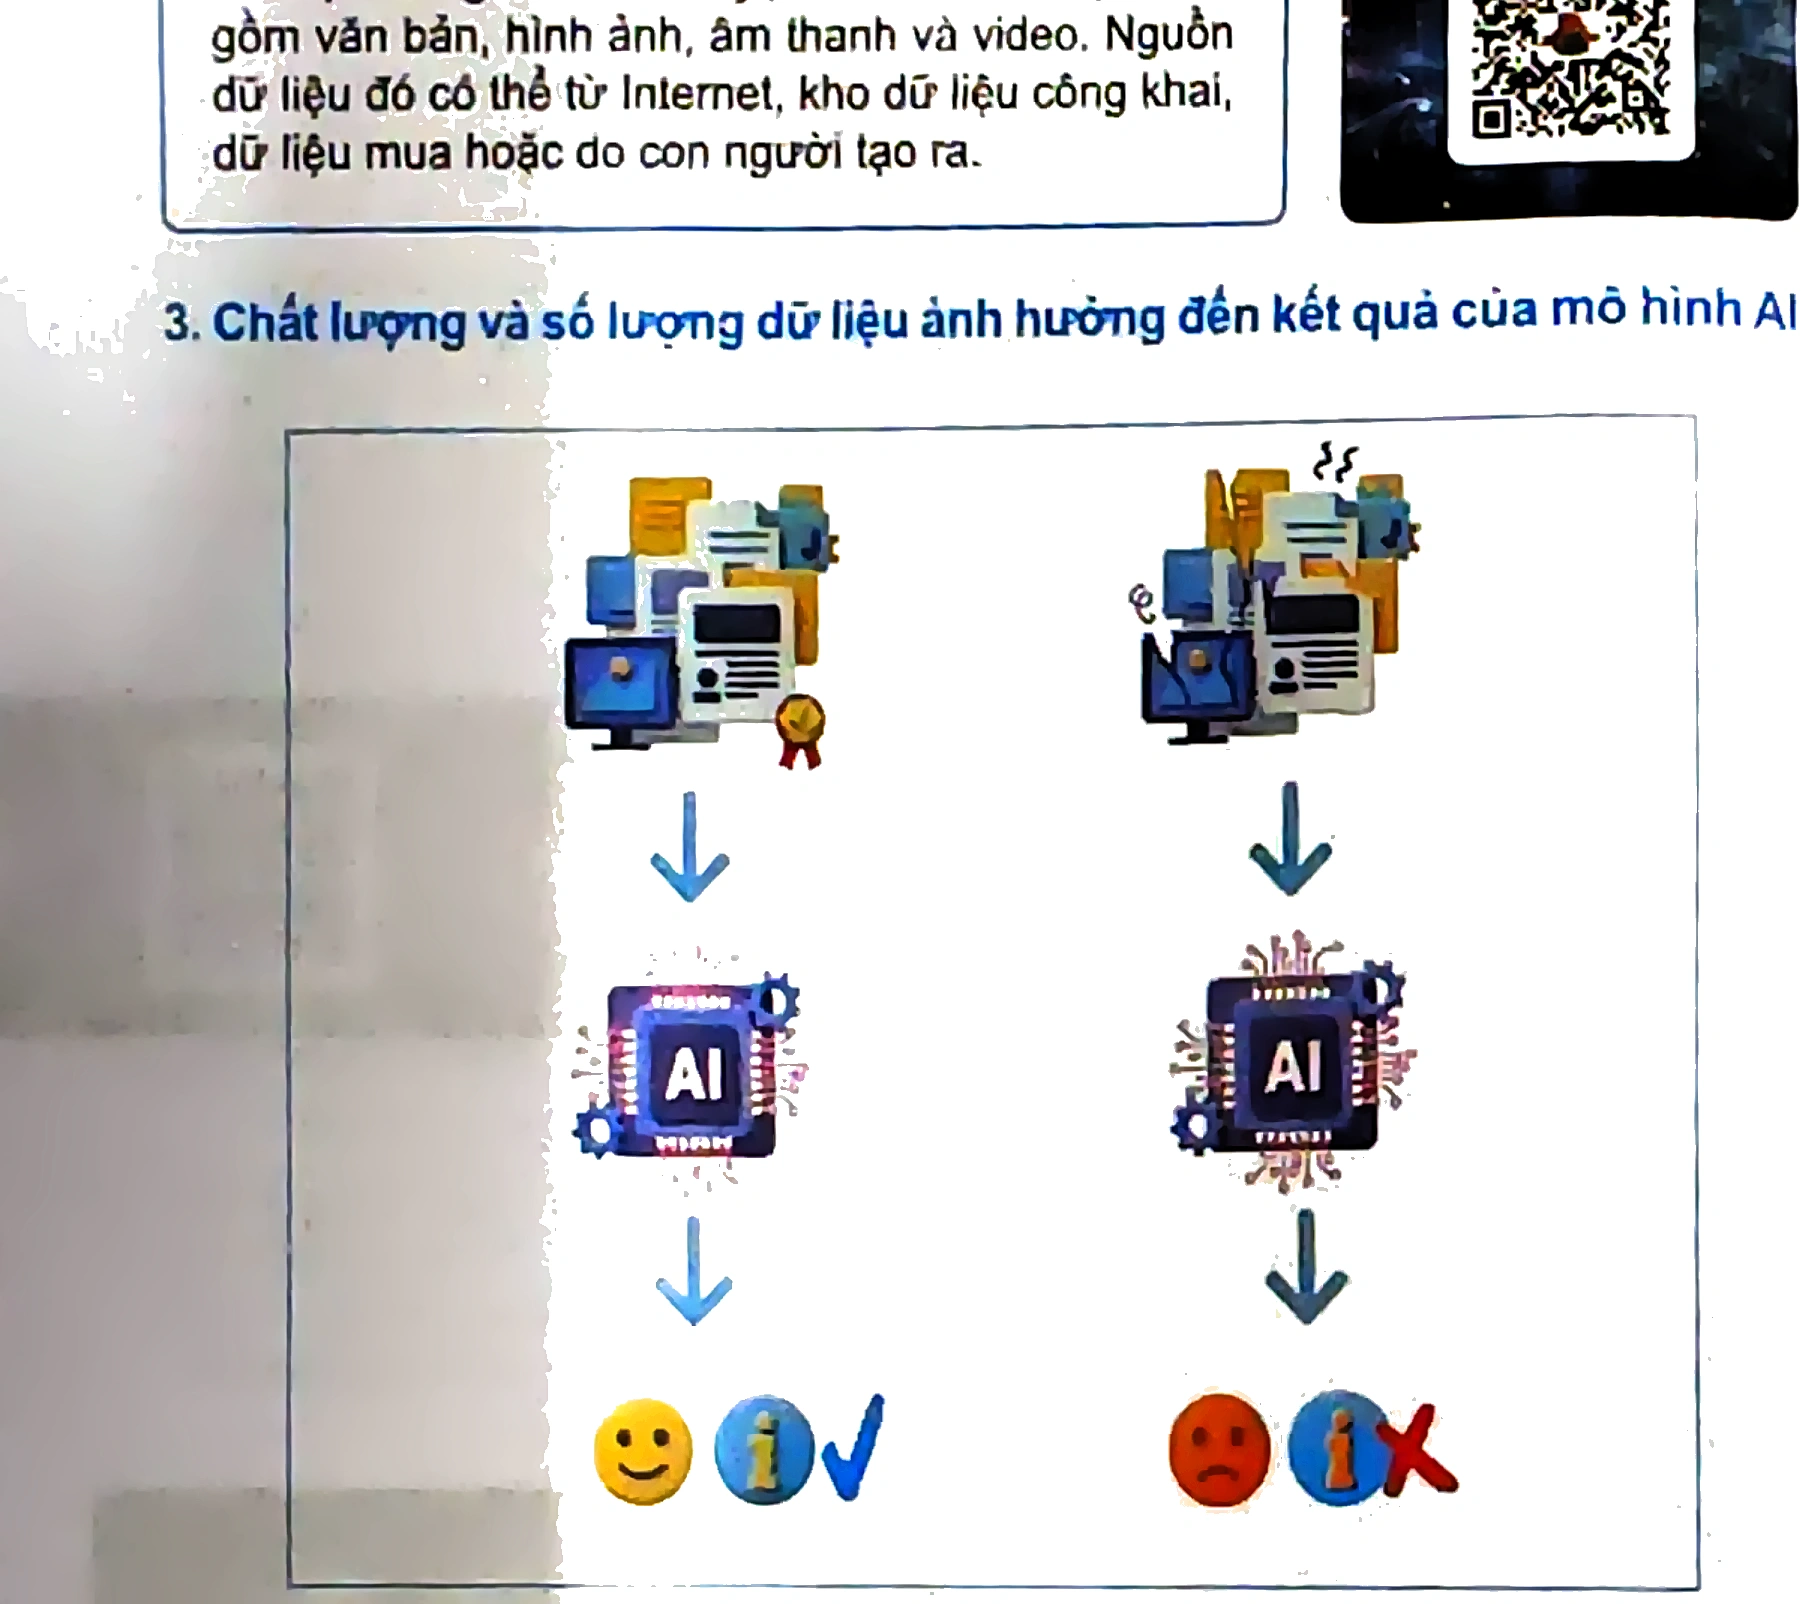 gồm văn bản, hình ảnh, âm thanh và video. Nguồn
dữ liệu đó có thể từ Internet, kho dữ liệu công khai,
dữ liệu mua hoặc do con người tạo ra.
3. Chất lượng và số lượng dữ liệu ảnh hưởng đến kết quả của mô hình AI
AI
AI